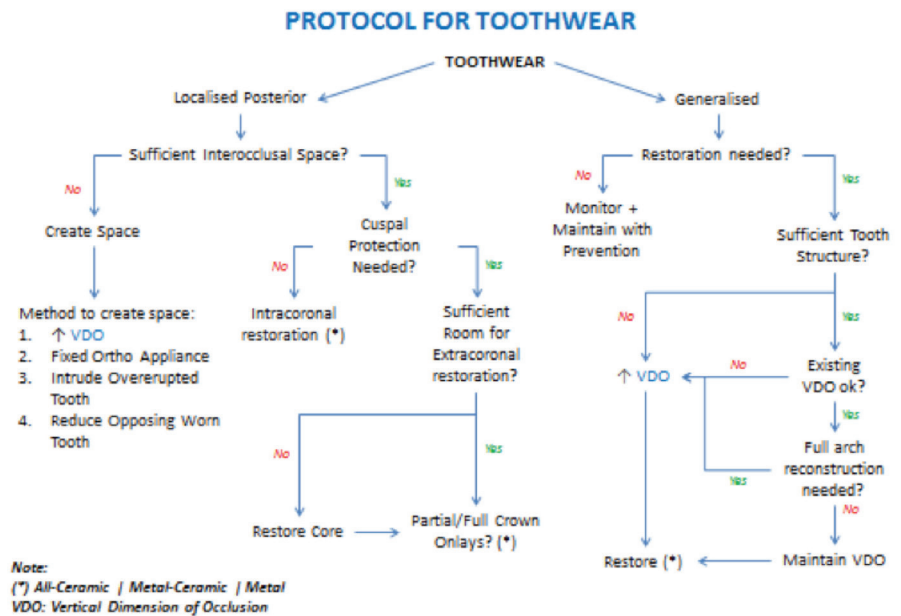 PROTOCOL FOR TOOTHWEAR
TOOTHWEAR
Localised Posterior
Generalised
Sufficient Interocclusal Space?
Restoration needed?
No
Yes
No
Yes
Create Space
Cuspal
Protection
Needed?
Monitor +
Maintain with
Prevention
Sufficient Tooth
Structure?
No
Yes
Method to create space:
1. ↑ VDO
2. Fixed Ortho Appliance
3. Intrude Overerupted
Tooth
4. Reduce Opposing Worn
Tooth
Intracoronal
restoration (*)
Sufficient
Room for
Extracoronal
restoration?
No
Yes
↑ VDO
No
Existing
VDO ok?
Yes
No
Yes
Full arch
reconstruction
needed?
Yes
No
Restore Core
Partial/Full Crown
Onlays? (*)
Restore (*)
Maintain VDO
Note:
(*) All-Ceramic | Metal-Ceramic | Metal
VDO: Vertical Dimension of Occlusion